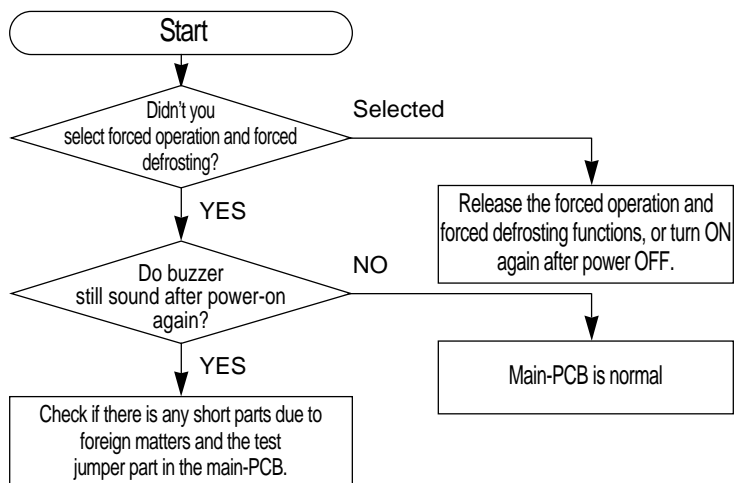 Start
Didn't you
select forced operation and forced
defrosting?
Selected
Release the forced operation and
forced defrosting functions, or turn ON
again after power OFF.
YES
Do buzzer
still sound after power-on
again?
NO
Main-PCB is normal
YES
Check if there is any short parts due to
foreign matters and the test
jumper part in the main-PCB.